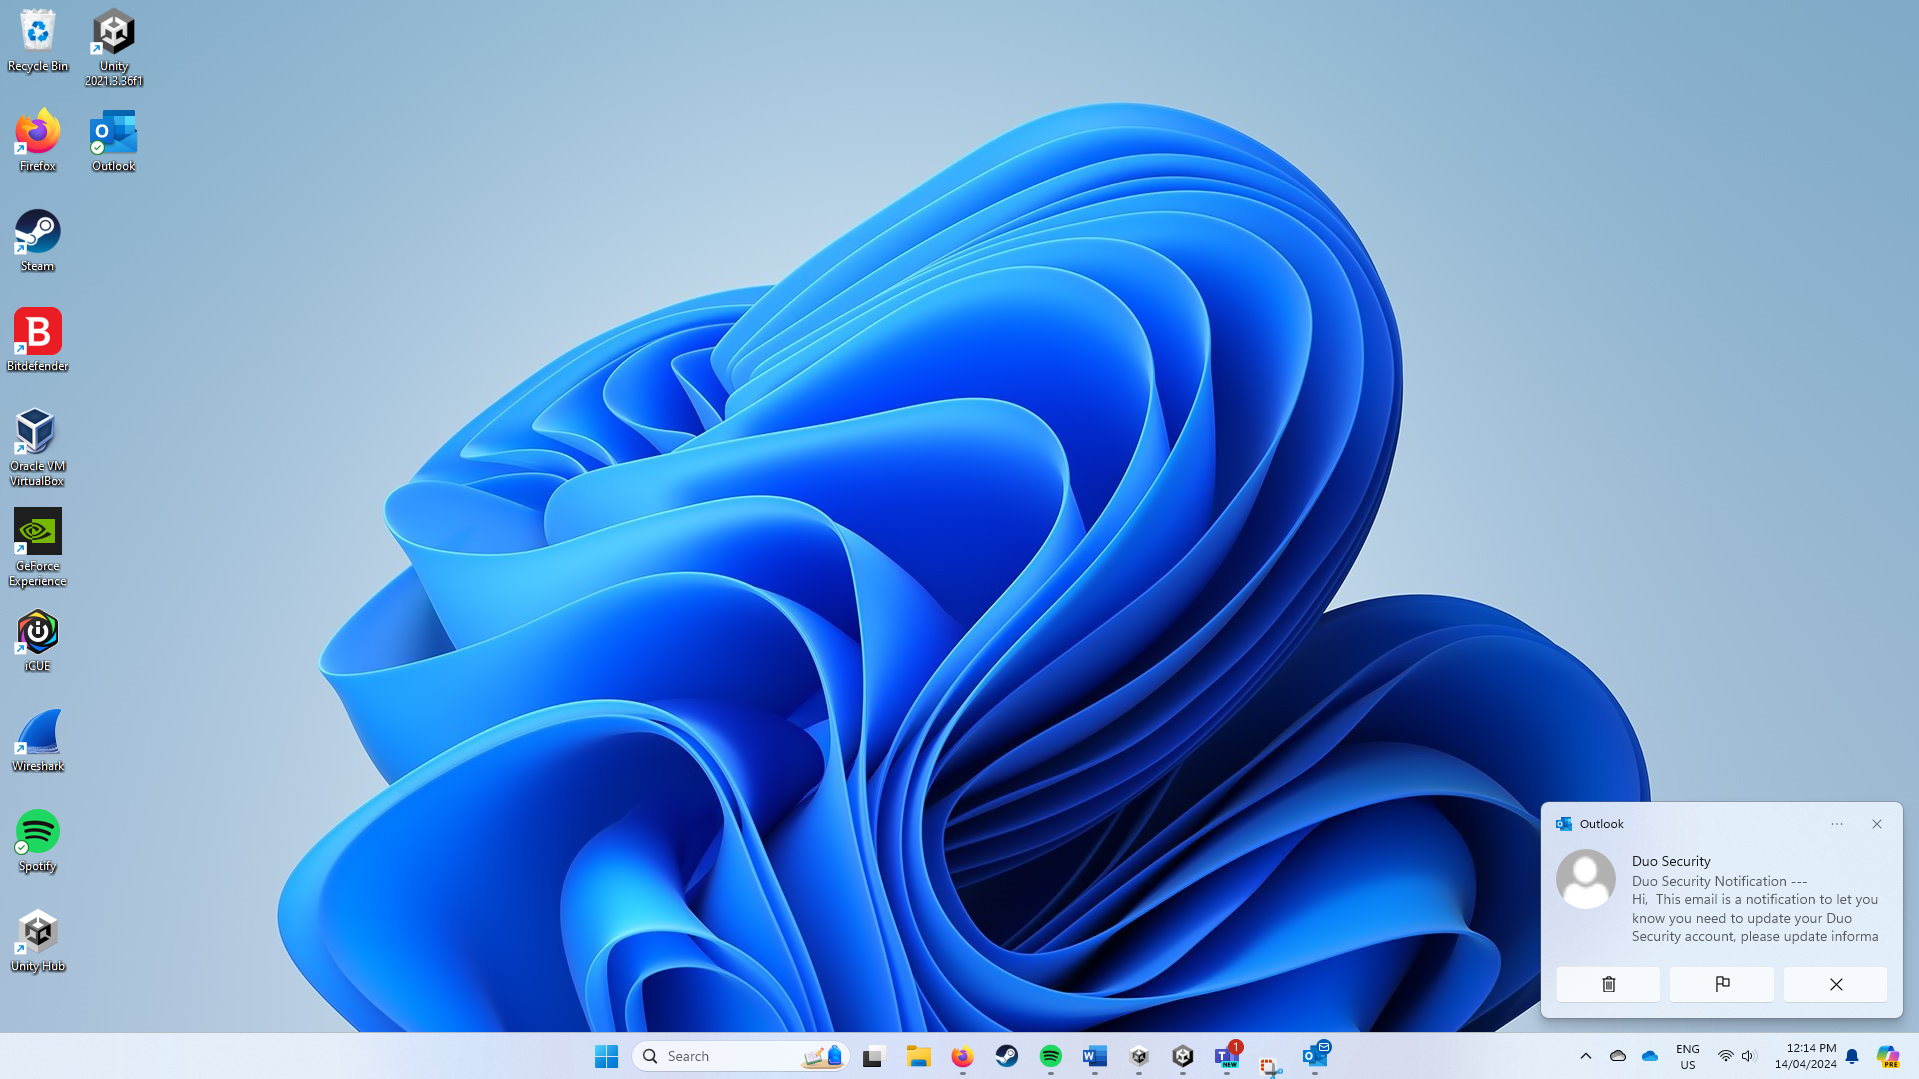 Recycle Bin
Unity
2021.3.36f1
Firefox
Outlook
Steam
B
Bitdefender
Oracle VM
VirtualBox
GeForce
Experience
iCUE
Wireshark
Spotify
Unity Hub
Outlook
Duo Security
Duo Security Notification ---
Hi,  This email is a notification to let you
know you need to update your Duo
Security account, please update informa
Search
1
NEW
ENG
US
12:14 PM
14/04/2024
PRE